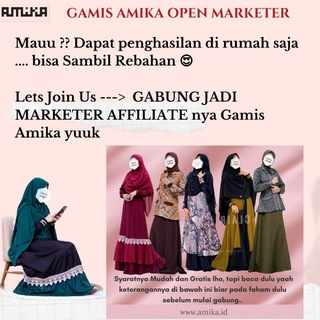 AMIKA
GAMIS AMIKA OPEN MARKETER
Mauu ?? Dapat penghasilan di rumah saja
.... bisa Sambil Rebahan 😍
Lets Join Us ---> GABUNG JADI
MARKETER AFFILIATE nya Gamis
Amika yuuk
Syaratnya Mudah dan Gratis lho, tapi baca dulu yaah
keterangannya di bawah ini biar pada faham dulu
sebelum mulai gabung..
www.amika.id